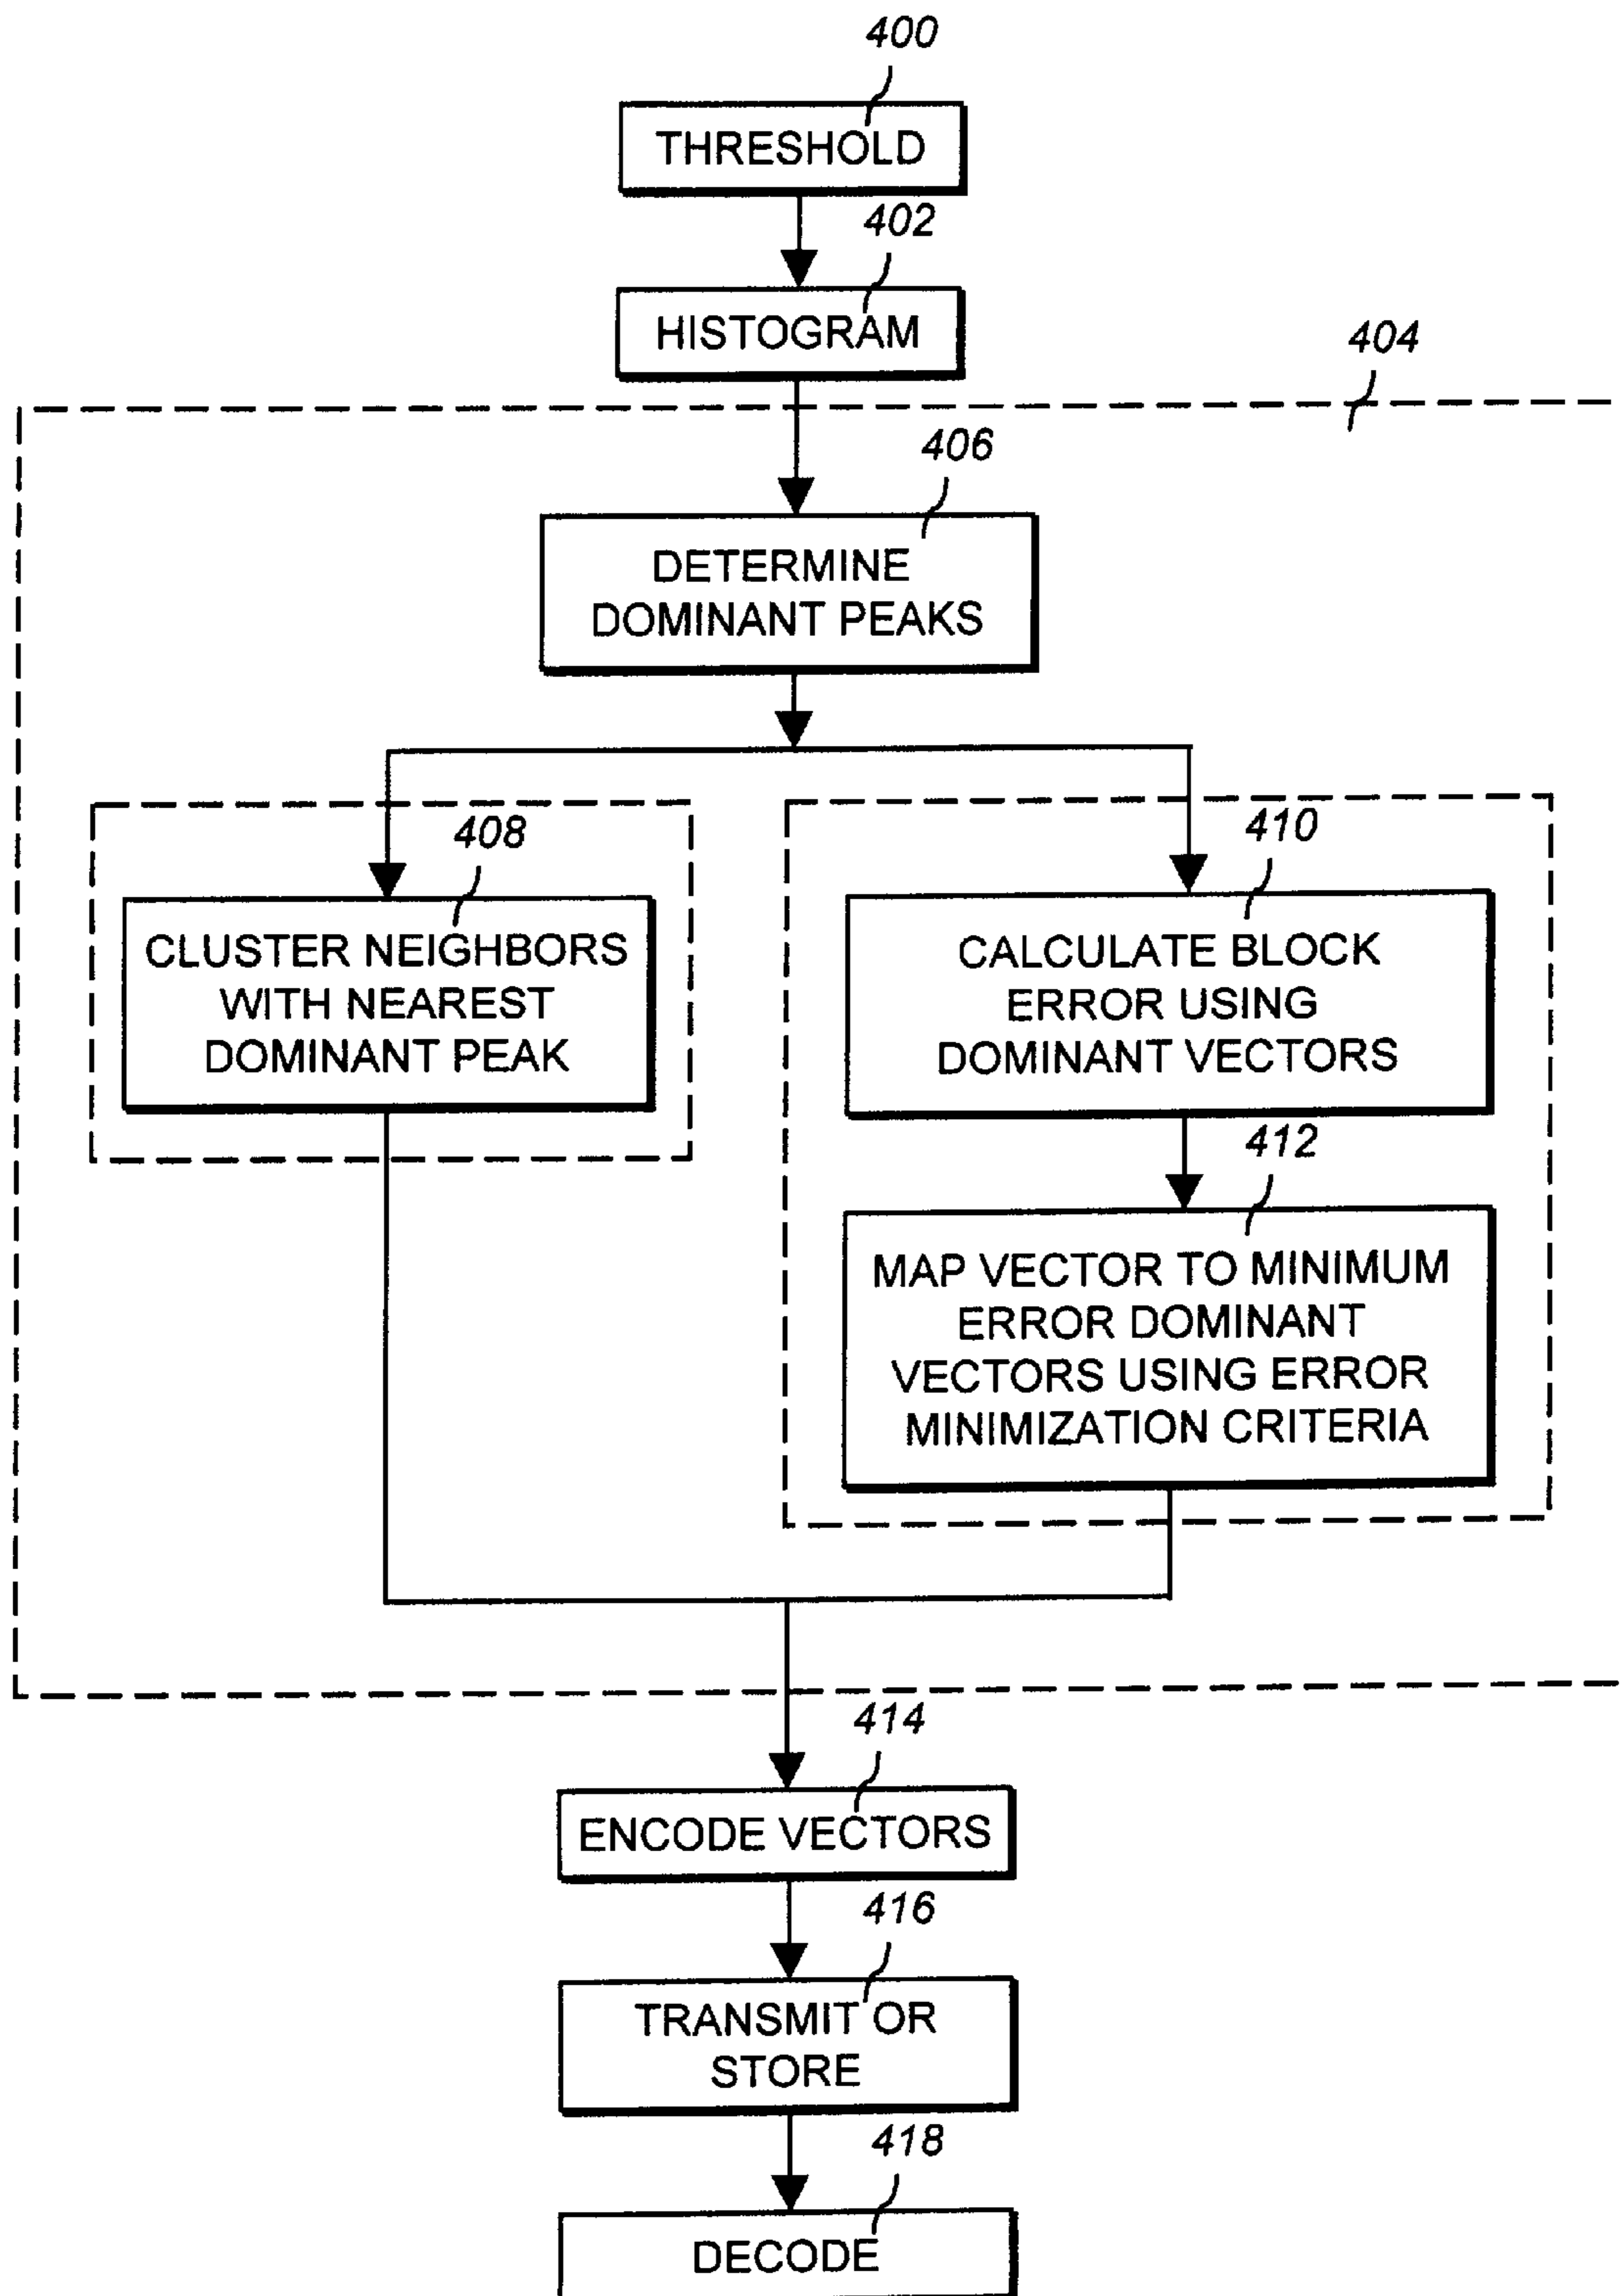 400
THRESHOLD
402
HISTOGRAM
404
406
DETERMINE
DOMINANT PEAKS
408
CLUSTER NEIGHBORS
WITH NEAREST
DOMINANT PEAK
410
CALCULATE BLOCK
ERROR USING
DOMINANT VECTORS
412
MAP VECTOR TO MINIMUM
ERROR DOMINANT
VECTORS USING ERROR
MINIMIZATION CRITERIA
414
ENCODE VECTORS
416
TRANSMIT OR
STORE
418
DECODE